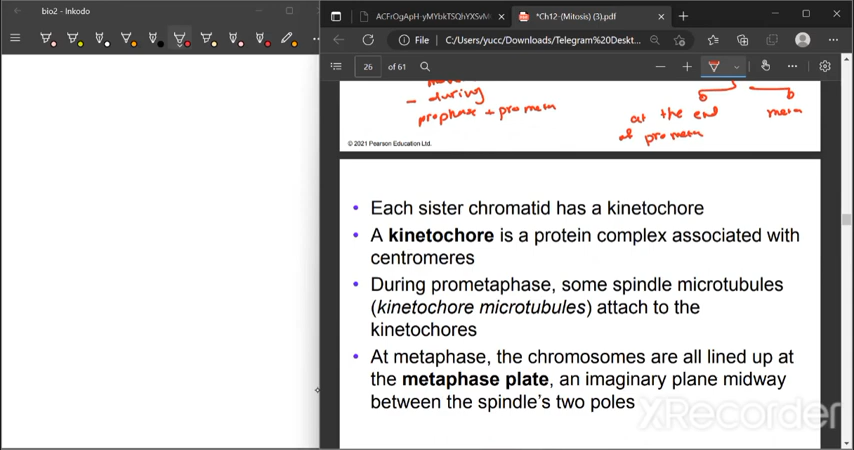 bio2 - Inkodo
ACFrOgApH-yMYbkTSQhYXSvM
*Ch12-(Mitosis) (3).pdf
File
C:/Users/yucc/Downloads/Telegram%20Deskt...
26 of 61
- during
prophase + prometa
at the end
of prometa
meta
© 2021 Pearson Education Ltd.
• Each sister chromatid has a kinetochore
• A kinetochore is a protein complex associated with
centromeres
• During prometaphase, some spindle microtubules
(kinetochore microtubules) attach to the
kinetochores
• At metaphase, the chromosomes are all lined up at
the metaphase plate, an imaginary plane midway
between the spindle's two poles
XRecorder